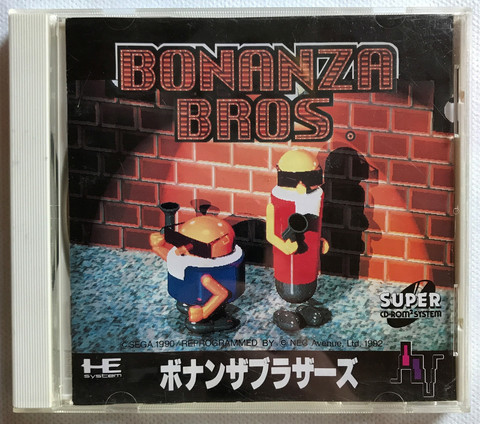 BONANZA
BROS.
SUPER
CD-ROM² SYSTEM
©SEGA 1990 / REPROGRAMMED BY © NEC Avenue, Ltd. 1992
HE
system
ボナンザブラザーズ